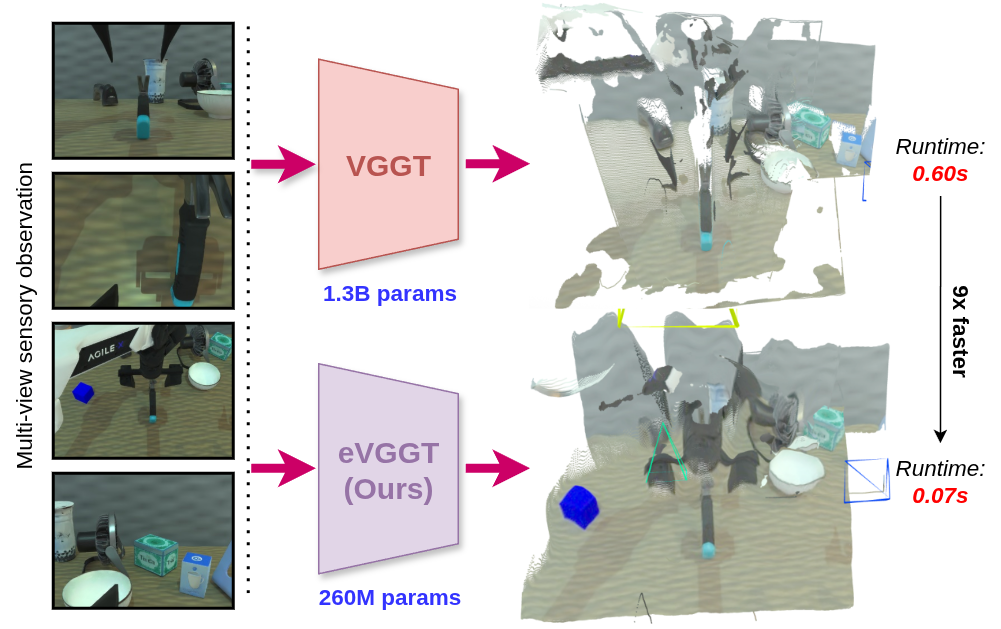 Multi-view sensory observation
AGILE
VGGT
1.3B params
eVGGT
(Ours)
260M params
Runtime:
0.60s
9x faster
Runtime:
0.07s